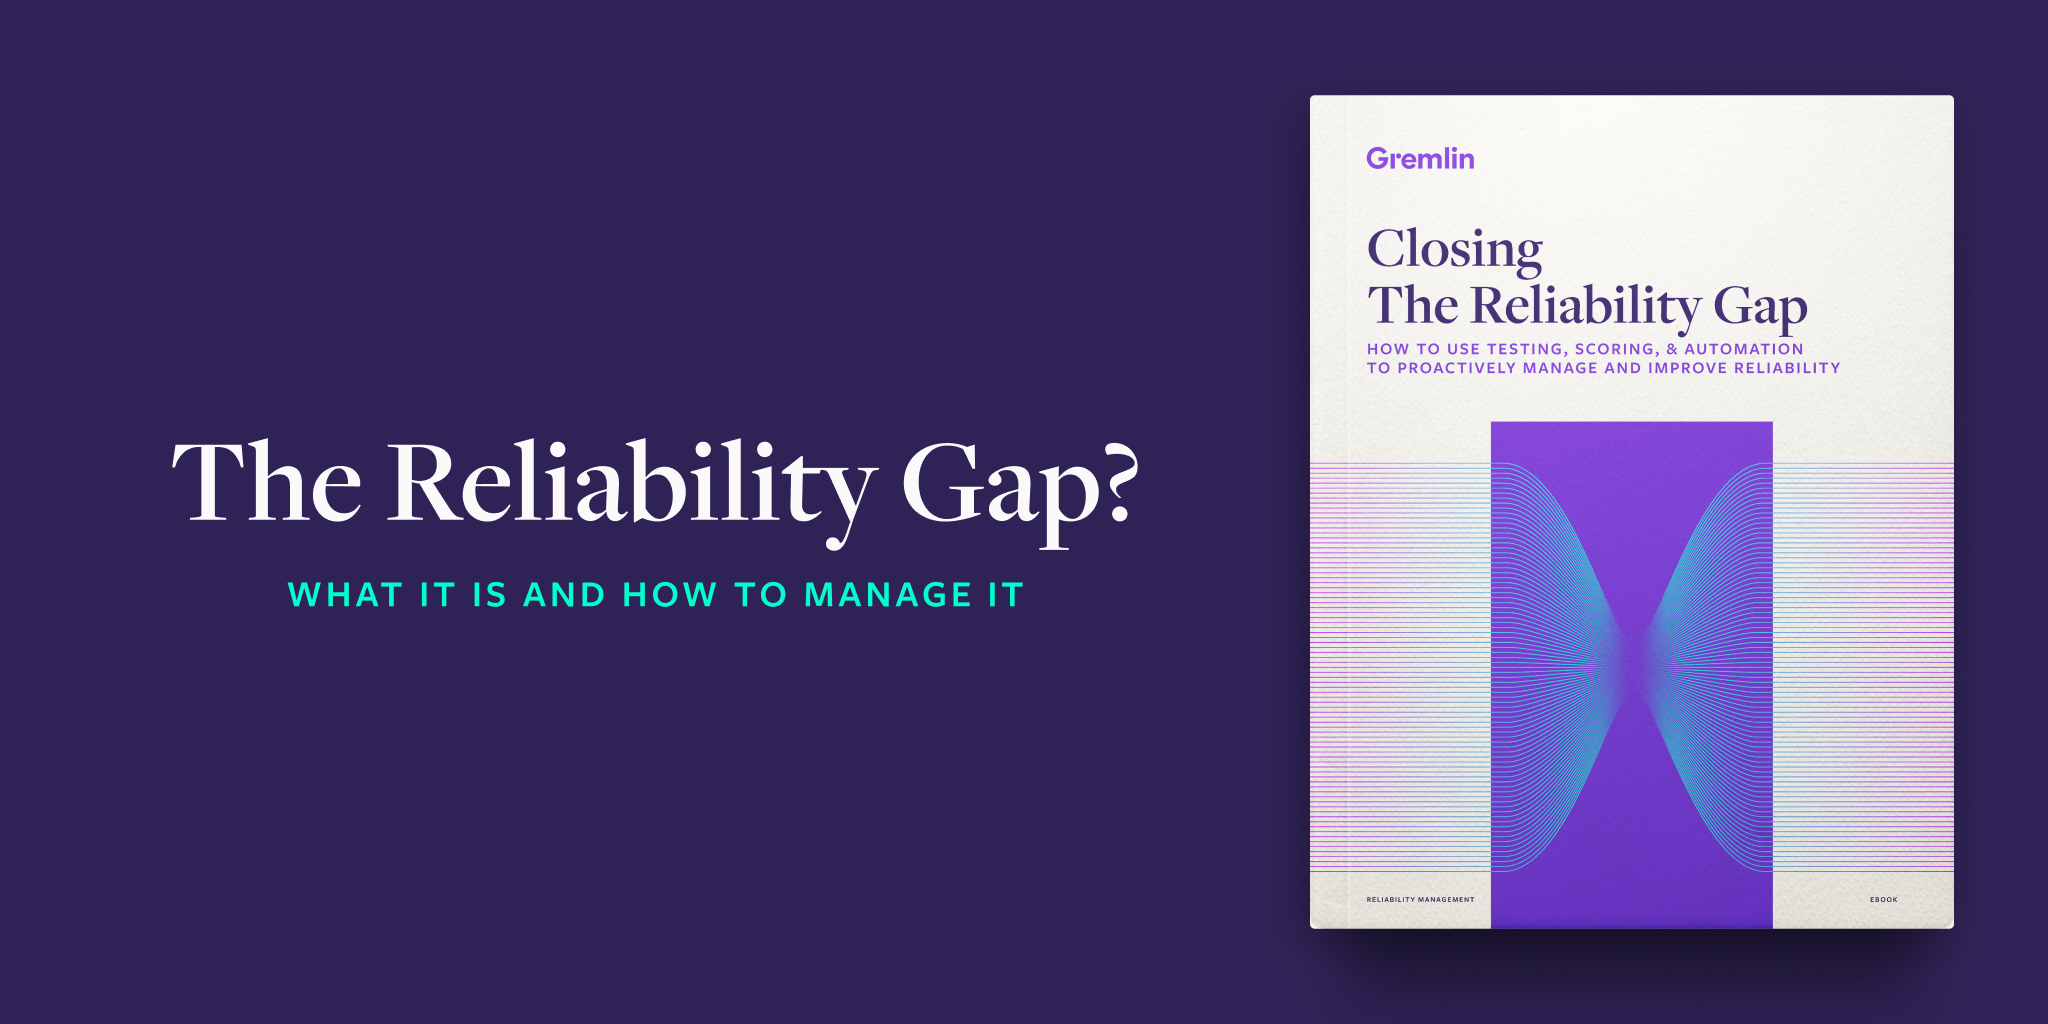 The Reliability Gap?
WHAT IT IS AND HOW TO MANAGE IT
Gremlin
Closing
The Reliability Gap
HOW TO USE TESTING, SCORING, & AUTOMATION
TO PROACTIVELY MANAGE AND IMPROVE RELIABILITY
RELIABILITY MANAGEMENT
EBOOK